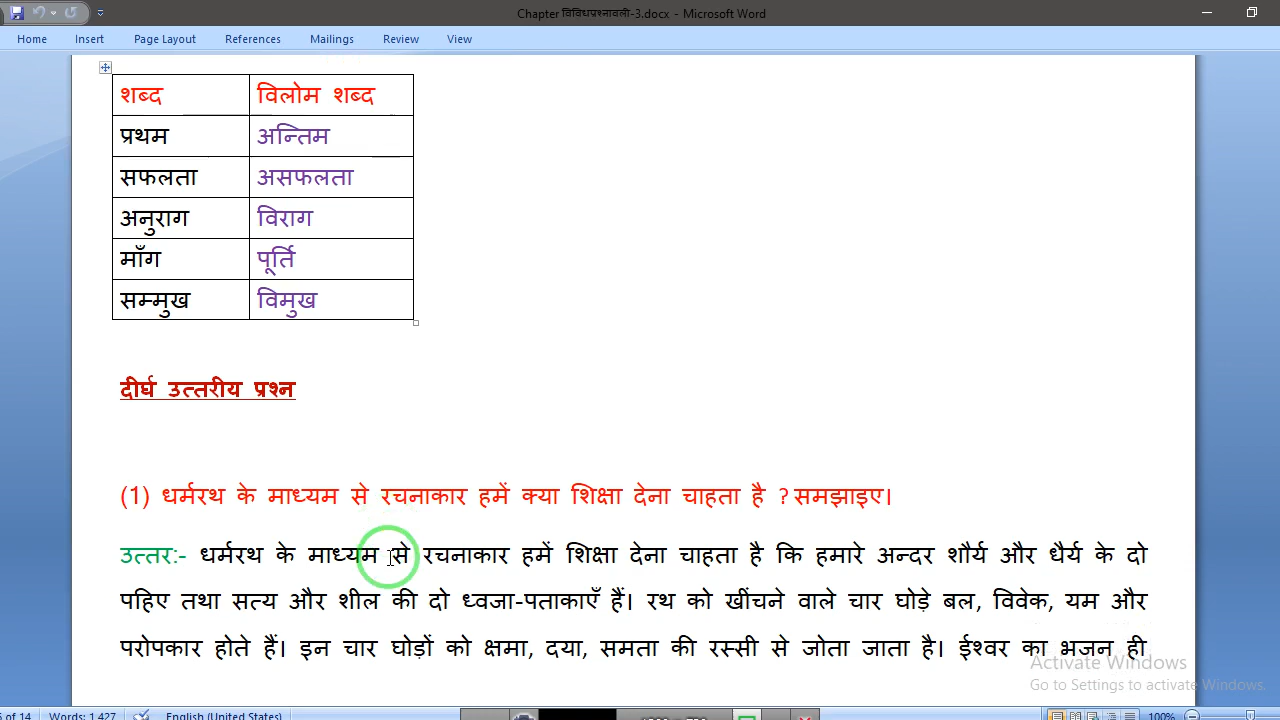 Chapter विविधप्रश्नावली-3.docx - Microsoft Word
Home Insert Page Layout References Mailings Review View
शब्द विलोम शब्द
प्रथम अन्तिम
सफलता असफलता
अनुराग विराग
माँग पूर्ति
सम्मुख विमुख
दीर्घ उत्तरीय प्रश्न
(1) धर्मरथ के माध्यम से रचनाकार हमें क्या शिक्षा देना चाहता है ? समझाइए।
उत्तर:- धर्मरथ के माध्यम से रचनाकार हमें शिक्षा देना चाहता है कि हमारे अन्दर शौर्य और धैर्य के दो
पहिए तथा सत्य और शील की दो ध्वजा-पताकाएँ हैं। रथ को खींचने वाले चार घोड़े बल, विवेक, यम और
परोपकार होते हैं। इन चार घोड़ों को क्षमा, दया, समता की रस्सी से जोता जाता है। ईश्वर का भजन ही
Activate Windows
Go to Settings to activate Windows.
of 14 Words: 1,427 English (United States) 100%